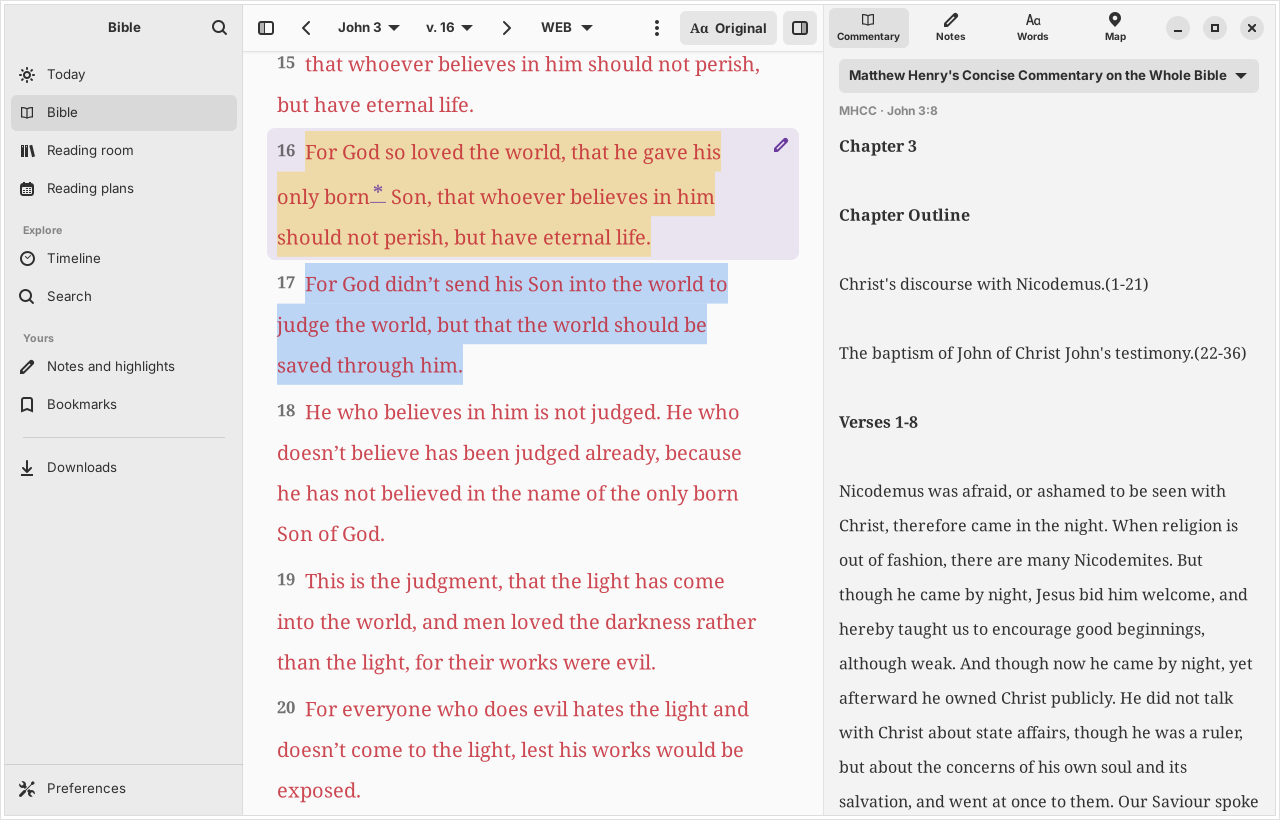 Bible
Today
Bible
Reading room
Reading plans
Explore
Timeline
Search
Yours
Notes and highlights
Bookmarks
Downloads
Preferences
John 3
v. 16
WEB
Aα Original
15 that whoever believes in him should not perish,
but have eternal life.
16 For God so loved the world, that he gave his
only born* Son, that whoever believes in him
should not perish, but have eternal life.
17 For God didn’t send his Son into the world to
judge the world, but that the world should be
saved through him.
18 He who believes in him is not judged. He who
doesn’t believe has been judged already, because
he has not believed in the name of the only born
Son of God.
19 This is the judgment, that the light has come
into the world, and men loved the darkness rather
than the light, for their works were evil.
20 For everyone who does evil hates the light and
doesn’t come to the light, lest his works would be
exposed.
Commentary
Notes
Aα
Words
Map
Matthew Henry's Concise Commentary on the Whole Bible
MHCC · John 3:8
Chapter 3
Chapter Outline
Christ's discourse with Nicodemus.(1-21)
The baptism of John of Christ John's testimony.(22-36)
Verses 1-8
Nicodemus was afraid, or ashamed to be seen with
Christ, therefore came in the night. When religion is
out of fashion, there are many Nicodemites. But
though he came by night, Jesus bid him welcome, and
hereby taught us to encourage good beginnings,
although weak. And though now he came by night, yet
afterward he owned Christ publicly. He did not talk
with Christ about state affairs, though he was a ruler,
but about the concerns of his own soul and its
salvation, and went at once to them. Our Saviour spoke